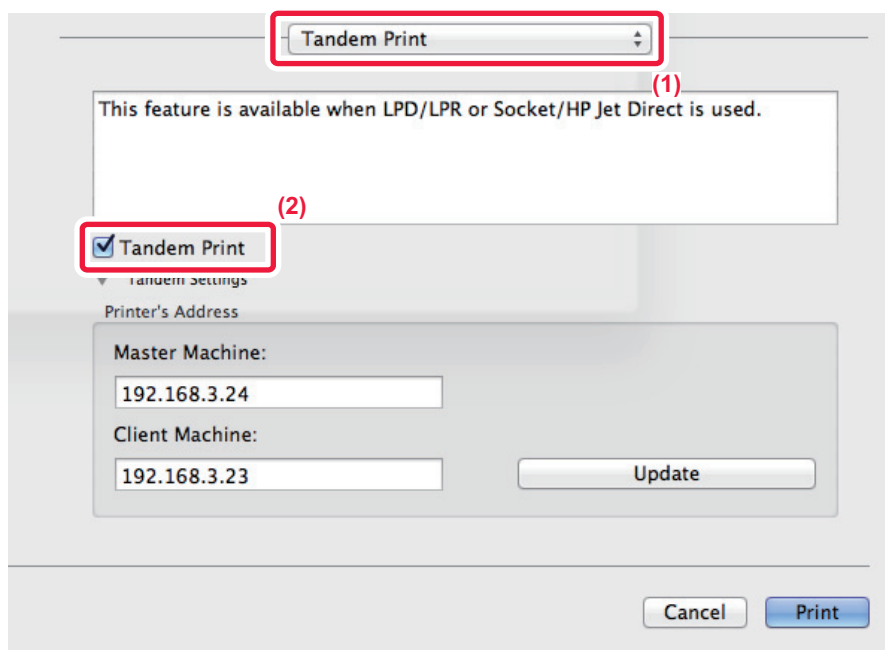 Tandem Print
(1)
This feature is available when LPD/LPR or Socket/HP Jet Direct is used.
(2)
Tandem Print
Tandem Settings
Printer's Address
Master Machine:
192.168.3.24
Client Machine:
192.168.3.23
Update
Cancel
Print